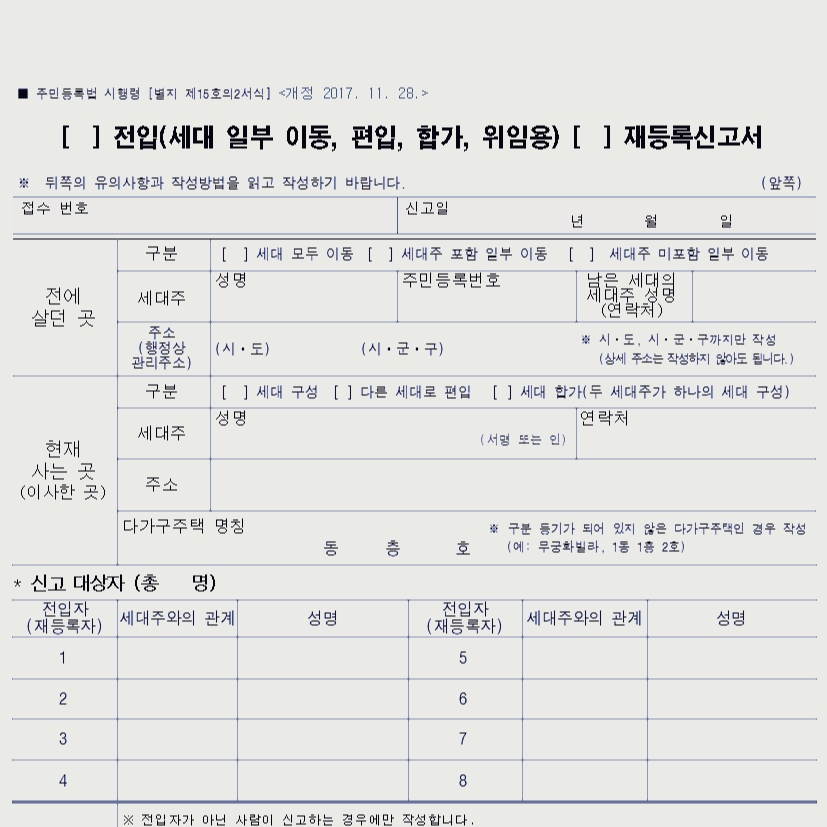 ■ 주민등록법 시행령 [별지 제15호의2서식] <개정 2017. 11. 28.>
[ ] 전입(세대 일부 이동, 편입, 합가, 위임용) [ ] 재등록신고서
※ 뒤쪽의 유의사항과 작성방법을 읽고 작성하기 바랍니다. (앞쪽)
접수 번호 신고일
년 월 일
전에
살던 곳
구분 [ ] 세대 모두 이동 [ ] 세대주 포함 일부 이동 [ ] 세대주 미포함 일부 이동
세대주 성명 주민등록번호
남은 세대의
세대주 성명
(연락처)
주소
(행정상
관리주소)
(시·도) (시·군·구)
※ 시·도, 시·군·구까지만 작성
(상세 주소는 작성하지 않아도 됩니다.)
현재
사는 곳
(이사한 곳)
구분 [ ] 세대 구성 [ ] 다른 세대로 편입 [ ] 세대 합가(두 세대주가 하나의 세대 구성)
세대주 성명 (서명 또는 인) 연락처
주소
다가구주택 명칭
동 층 호
※ 구분 등기가 되어 있지 않은 다가구주택인 경우 작성
(예: 무궁화빌라, 1동 1층 2호)
* 신고 대상자 (총 명)
전입자
(재등록자)
세대주와의 관계 성명
전입자
(재등록자)
세대주와의 관계 성명
1 5
2 6
3 7
4 8
※ 전입자가 아닌 사람이 신고하는 경우에만 작성합니다.